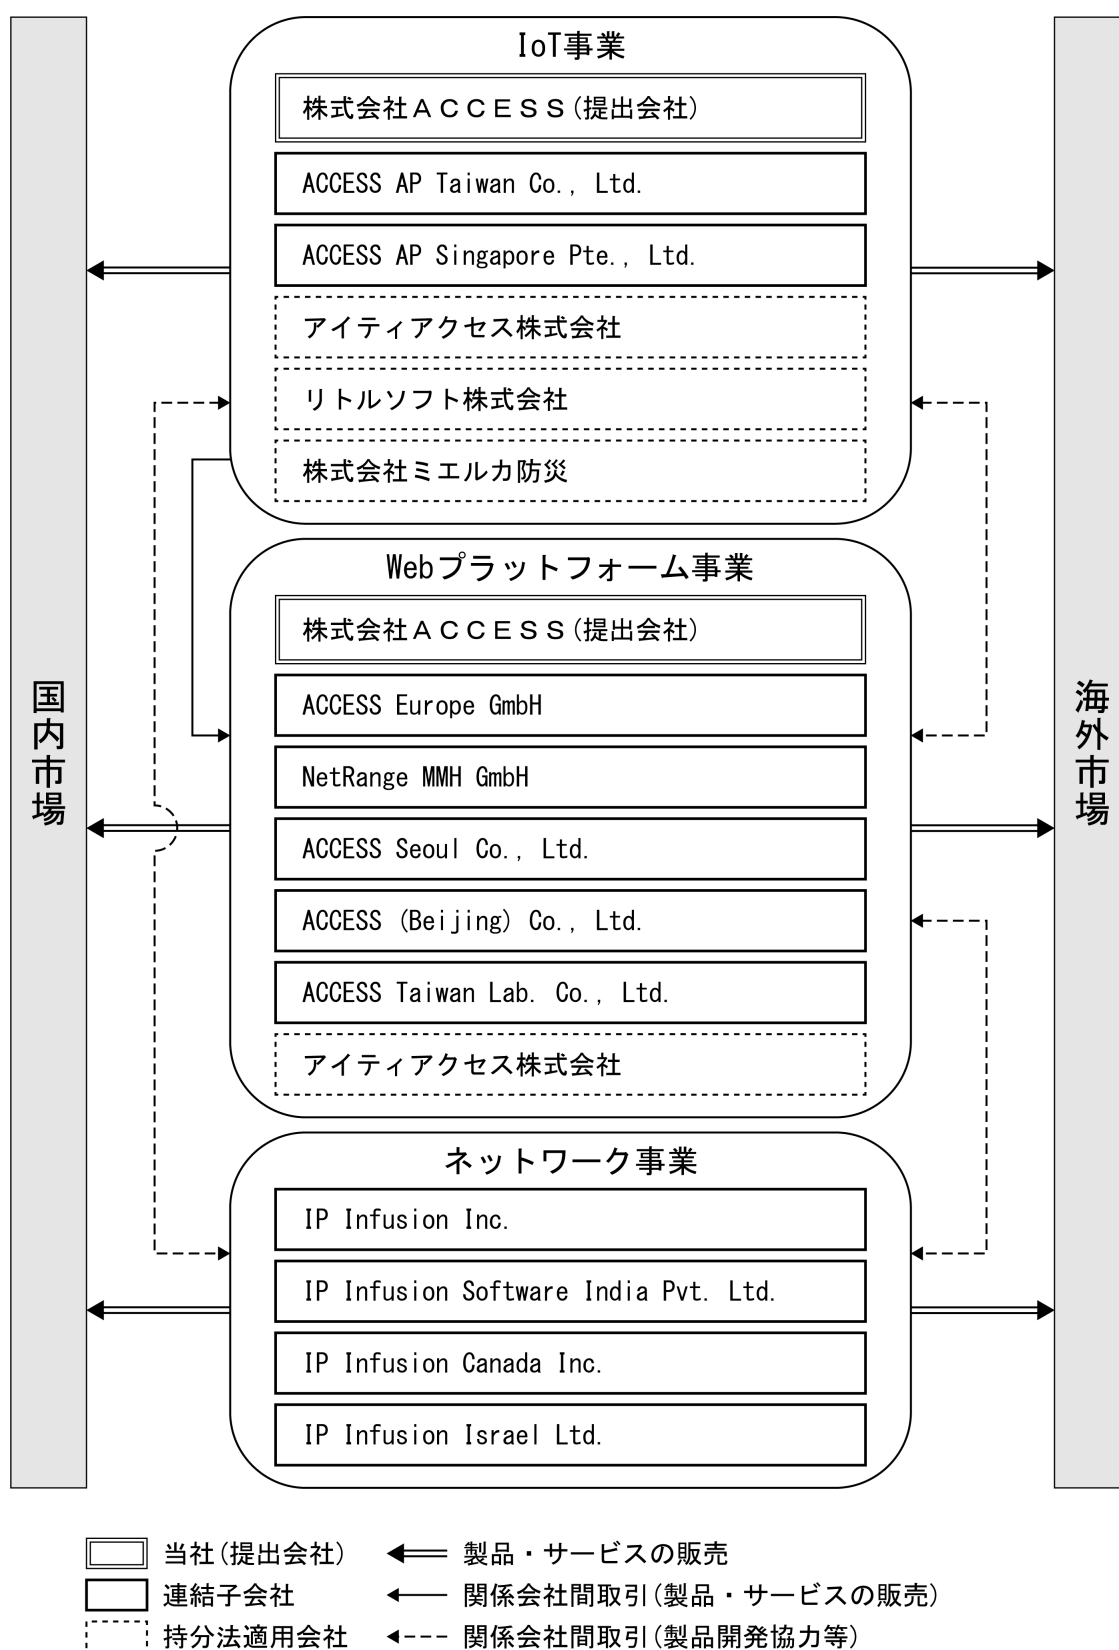 IoT事業
株式会社ＡＣＣＥＳＳ(提出会社)
ACCESS AP Taiwan Co., Ltd.
ACCESS AP Singapore Pte., Ltd.
アイティアクセス株式会社
リトルソフト株式会社
株式会社ミエルカ防災
Webプラットフォーム事業
株式会社ＡＣＣＥＳＳ(提出会社)
ACCESS Europe GmbH
NetRange MMH GmbH
ACCESS Seoul Co., Ltd.
ACCESS (Beijing) Co., Ltd.
ACCESS Taiwan Lab. Co., Ltd.
アイティアクセス株式会社
ネットワーク事業
IP Infusion Inc.
IP Infusion Software India Pvt. Ltd.
IP Infusion Canada Inc.
IP Infusion Israel Ltd.
国内市場
海外市場
当社(提出会社)
製品・サービスの販売
連結子会社
関係会社間取引(製品・サービスの販売)
持分法適用会社
関係会社間取引(製品開発協力等)